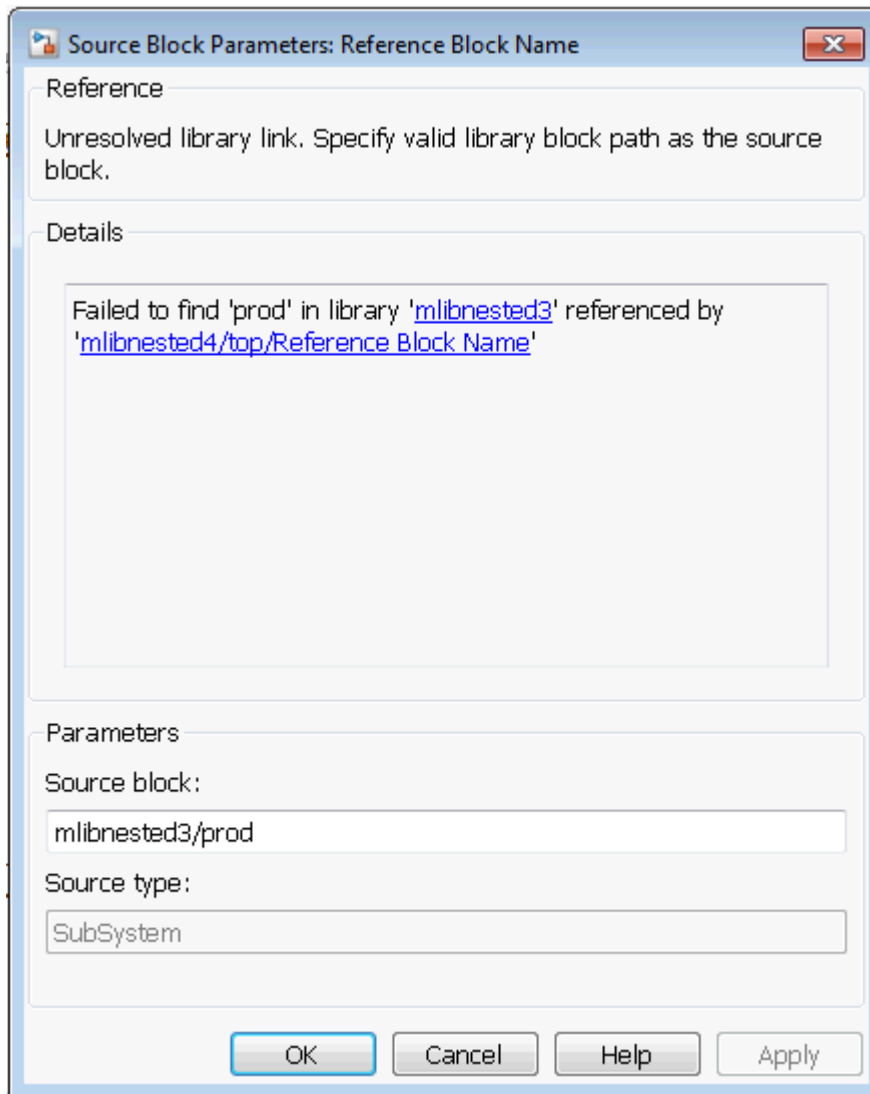 Source Block Parameters: Reference Block Name
Reference
Unresolved library link. Specify valid library block path as the source
block.
Details
Failed to find 'prod' in library 'mlibnested3' referenced by
'mlibnested4/top/Reference Block Name'
Parameters
Source block:
mlibnested3/prod
Source type:
SubSystem
OK Cancel Help Apply